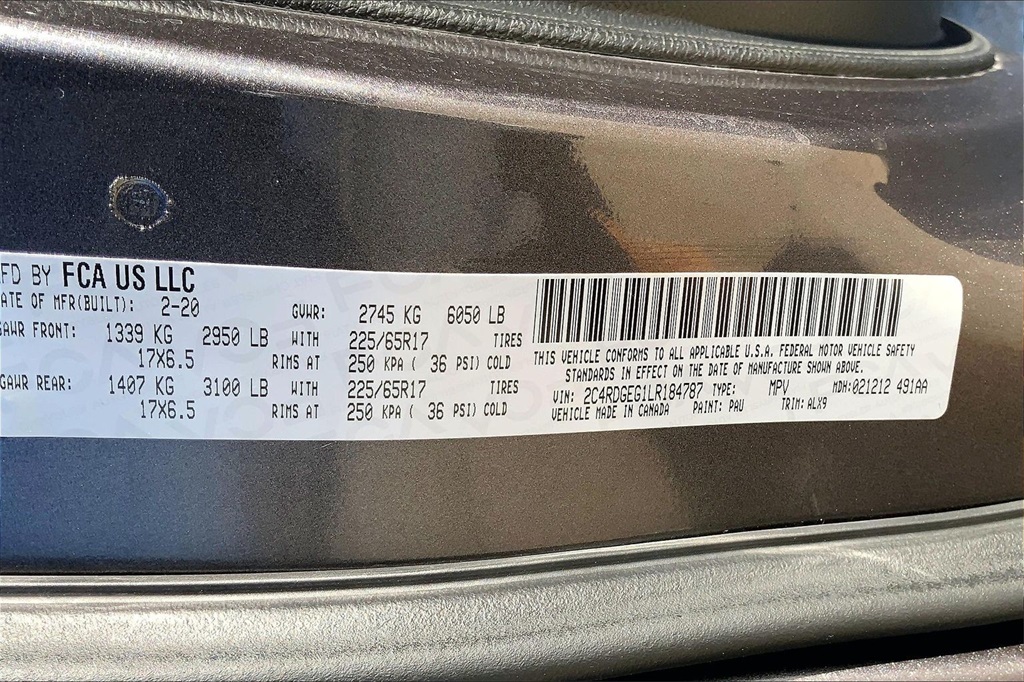 FD BY FCA US LLC
ATE OF MFR(BUILT): 2-20 GVWR: 2745 KG 6050 LB
GAWR FRONT: 1339 KG 2950 LB WITH 225/65R17 TIRES
17X6.5 RIMS AT 250 KPA ( 36 PSI) COLD
GAWR REAR: 1407 KG 3100 LB WITH 225/65R17 TIRES
17X6.5 RIMS AT 250 KPA ( 36 PSI) COLD
THIS VEHICLE CONFORMS TO ALL APPLICABLE U.S.A. FEDERAL MOTOR VEHICLE SAFETY
STANDARDS IN EFFECT ON THE DATE OF MANUFACTURE SHOWN ABOVE.
VIN: 2C4RDGEG1LR184787 TYPE: MPV MDH:021212 491AA
VEHICLE MADE IN CANADA PAINT: PAU TRIM: ALX9